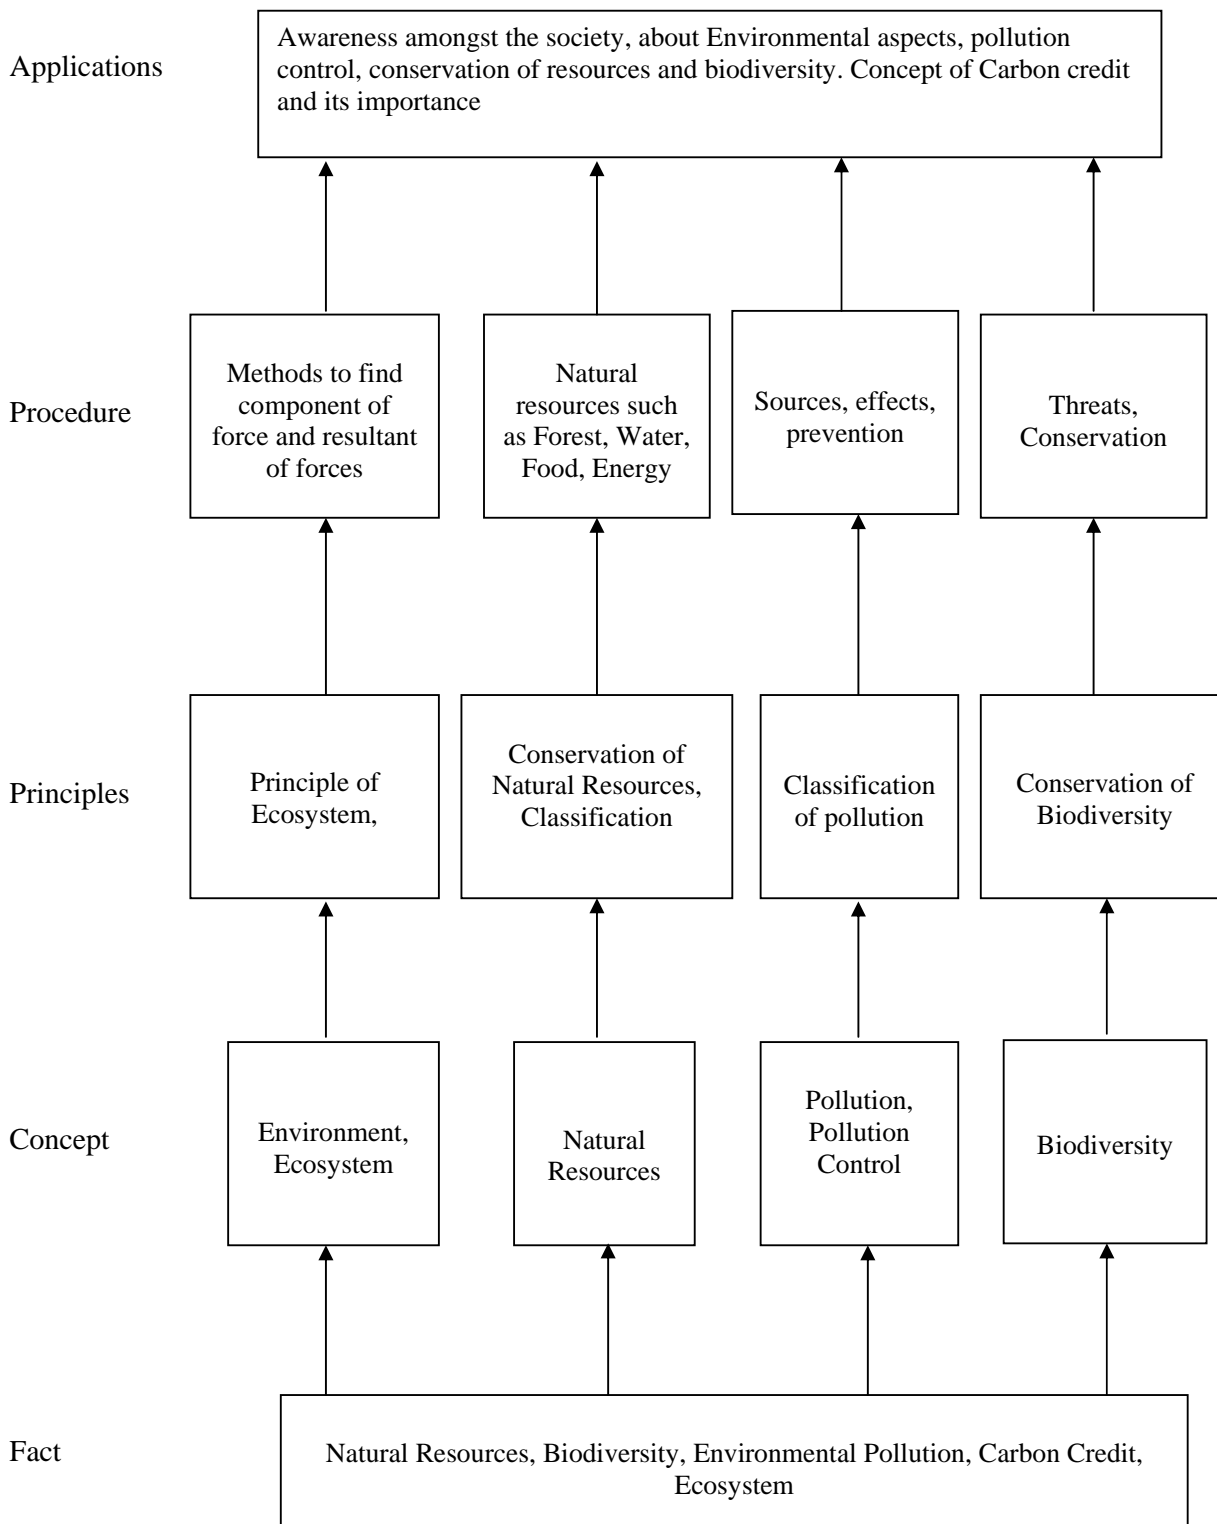 Applications
Awareness amongst the society, about Environmental aspects, pollution
control, conservation of resources and biodiversity. Concept of Carbon credit
and its importance
Procedure
Methods to find
component of
force and resultant
of forces
Natural
resources such
as Forest, Water,
Food, Energy
Sources, effects,
prevention
Threats,
Conservation
Principles
Principle of
Ecosystem,
Conservation of
Natural Resources,
Classification
Classification
of pollution
Conservation of
Biodiversity
Concept
Environment,
Ecosystem
Natural
Resources
Pollution,
Pollution
Control
Biodiversity
Fact
Natural Resources, Biodiversity, Environmental Pollution, Carbon Credit,
Ecosystem